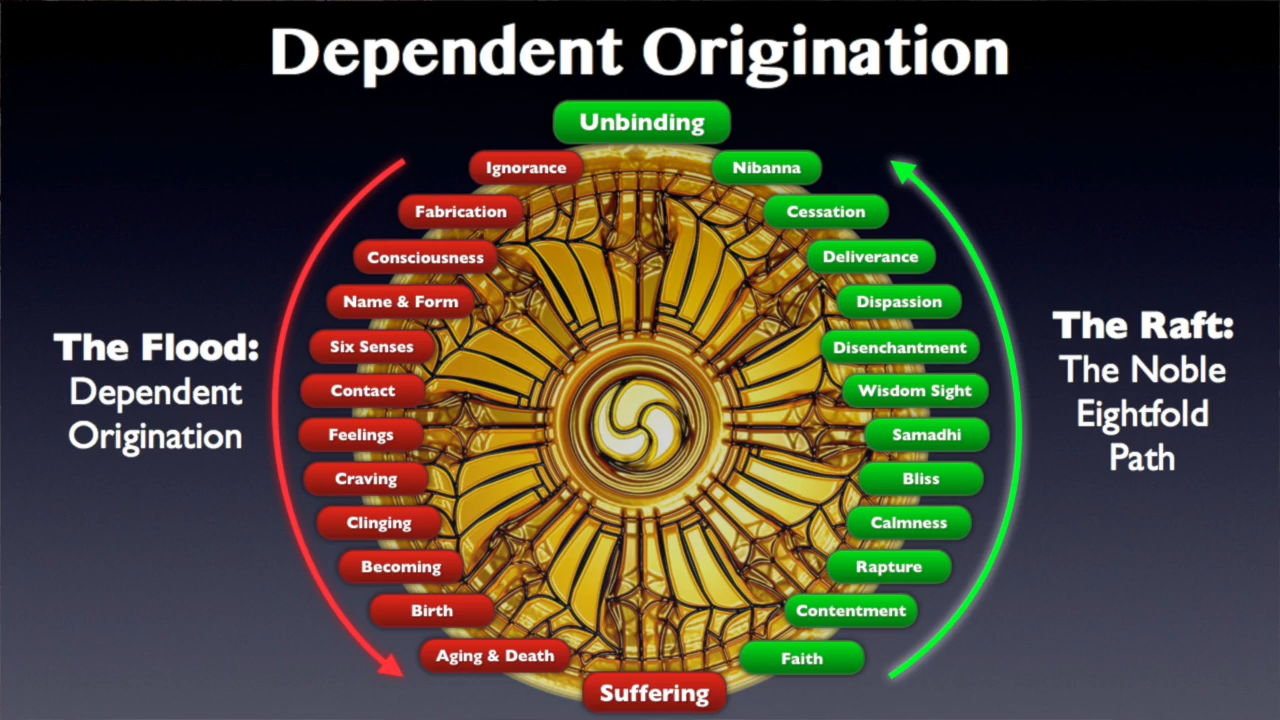 Dependent Origination
Unbinding
Ignorance
Fabrication
Consciousness
Name & Form
Six Senses
Contact
Feelings
Craving
Clinging
Becoming
Birth
Aging & Death
Suffering
Nibanna
Cessation
Deliverance
Dispassion
Disenchantment
Wisdom Sight
Samadhi
Bliss
Calmness
Rapture
Contentment
Faith
The Flood:
Dependent
Origination
The Raft:
The Noble
Eightfold
Path